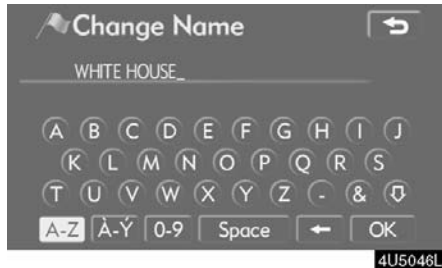 Change Name
WHITE HOUSE_
A B C D E F G H I J
K L M N O P Q R S
T U V W X Y Z - &
A-Z À-Ý 0-9 Space ← OK
4U5046L